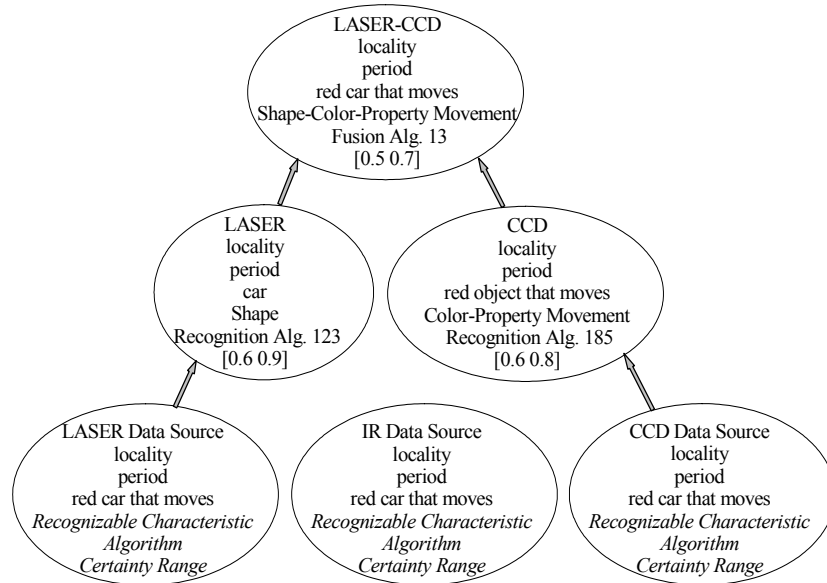 LASER-CCD
locality
period
red car that moves
Shape-Color-Property Movement
Fusion Alg. 13
[0.5 0.7]
LASER
locality
period
car
Shape
Recognition Alg. 123
[0.6 0.9]
CCD
locality
period
red object that moves
Color-Property Movement
Recognition Alg. 185
[0.6 0.8]
LASER Data Source
locality
period
red car that moves
Recognizable Characteristic
Algorithm
Certainty Range
IR Data Source
locality
period
red car that moves
Recognizable Characteristic
Algorithm
Certainty Range
CCD Data Source
locality
period
red car that moves
Recognizable Characteristic
Algorithm
Certainty Range